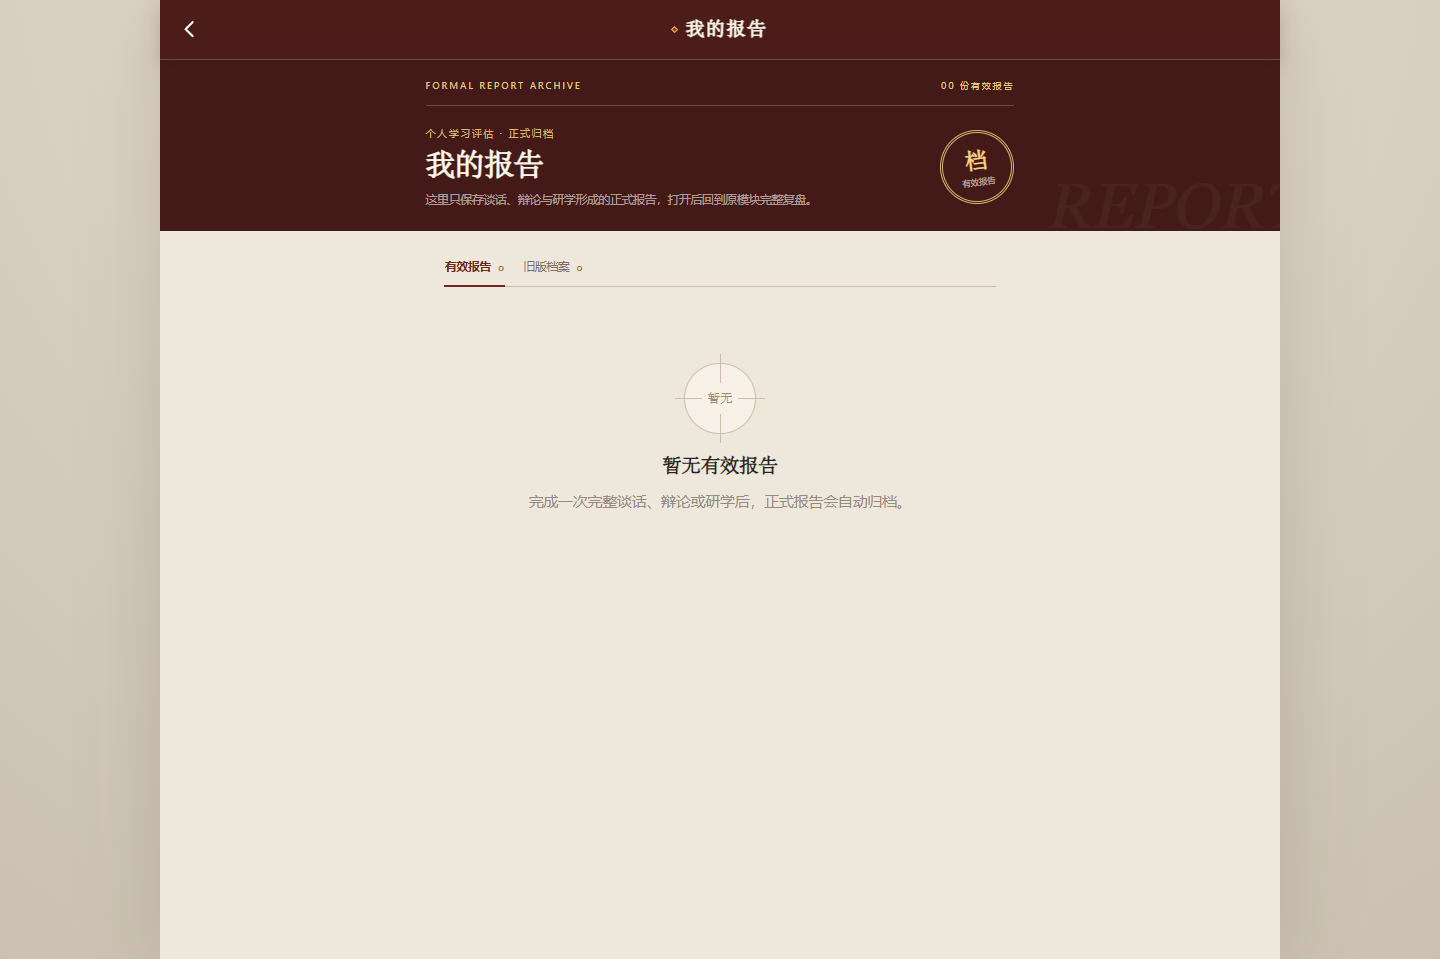 我的报告
FORMAL REPORT ARCHIVE
00 份有效报告
个人学习评估 · 正式归档
我的报告
这里只保存谈话、辩论与研学形成的正式报告，打开后回到原模块完整复盘。
档
有效报告
REPORT
有效报告 0
旧版档案 0
暂无
暂无有效报告
完成一次完整谈话、辩论或研学后，正式报告会自动归档。